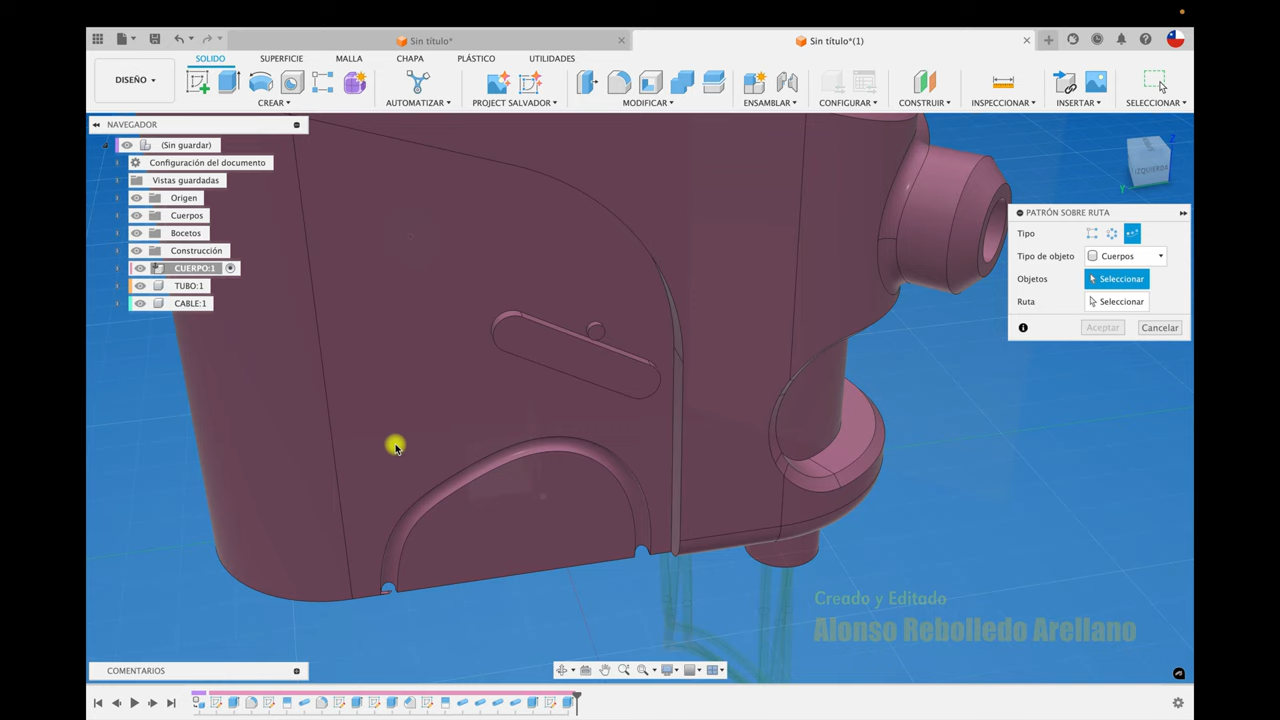 Sin título*
Sin título*(1)
DISEÑO
SOLIDO
SUPERFICIE
MALLA
CHAPA
PLÁSTICO
UTILIDADES
CREAR
AUTOMATIZAR
PROJECT SALVADOR
MODIFICAR
ENSAMBLAR
CONFIGURAR
CONSTRUIR
INSPECCIONAR
INSERTAR
SELECCIONAR
NAVEGADOR
(Sin guardar)
Configuración del documento
Vistas guardadas
Origen
Cuerpos
Bocetos
Construcción
CUERPO:1
TUBO:1
CABLE:1
Z
IZQUIERDA
Y
PATRÓN SOBRE RUTA
Tipo
Tipo de objeto
Cuerpos
Objetos
Seleccionar
Ruta
Seleccionar
Aceptar
Cancelar
Creado y Editado
Alonso Rebolledo Arellano
COMENTARIOS